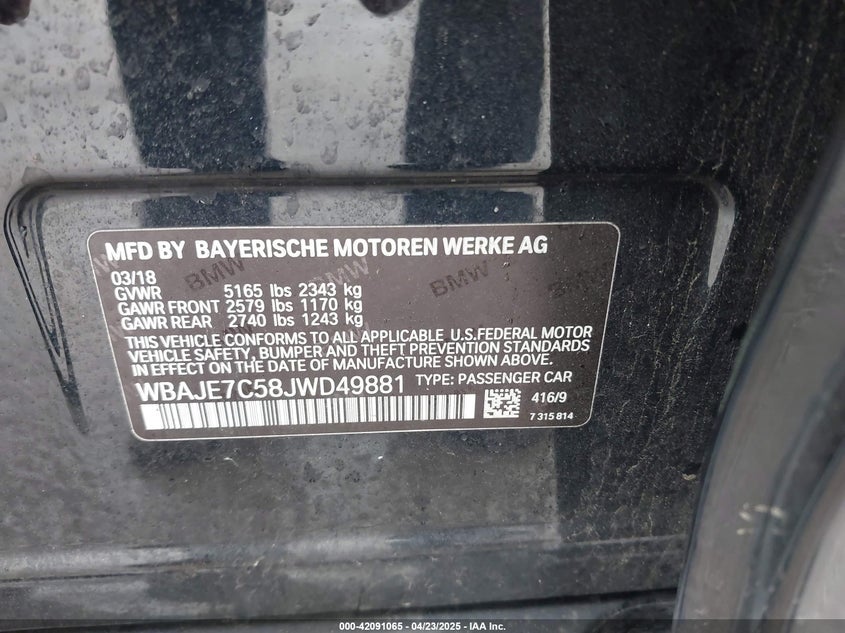 MFD BY BAYERISCHE MOTOREN WERKE AG
03/18
GVWR 5165 lbs 2343 kg
GAWR FRONT 2579 lbs 1170 kg
GAWR REAR 2740 lbs 1243 kg
THIS VEHICLE CONFORMS TO ALL APPLICABLE U.S.FEDERAL MOTOR
VEHICLE SAFETY, BUMPER AND THEFT PREVENTION STANDARDS
IN EFFECT ON THE DATE OF MANUFACTURE SHOWN ABOVE.
WBAJE7C58JWD49881 TYPE: PASSENGER CAR
416/9
7 315 814
BMW
BMW
BMW
000-42091065 - 04/23/2025 - IAA Inc.